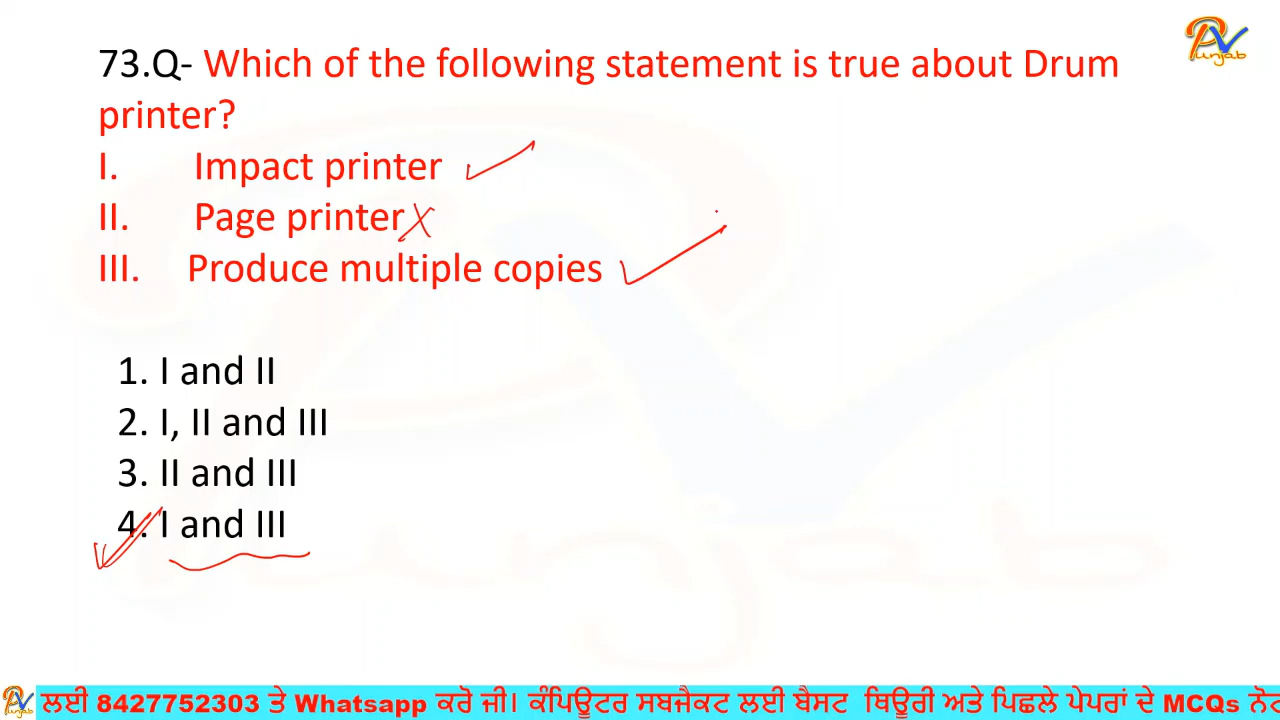 PV
unjab
73.Q- Which of the following statement is true about Drum
printer?
I. Impact printer
II. Page printer
III. Produce multiple copies
1. I and II
2. I, II and III
3. II and III
4. I and III
ਲਈ 8427752303 ਤੇ Whatsapp ਕਰੋ ਜੀ। ਕੰਪਿਊਟਰ ਸਬਜੈਕਟ ਲਈ ਬੈਸਟ ਥਿਊਰੀ ਅਤੇ ਪਿਛਲੇ ਪੇਪਰਾਂ ਦੇ MCQs